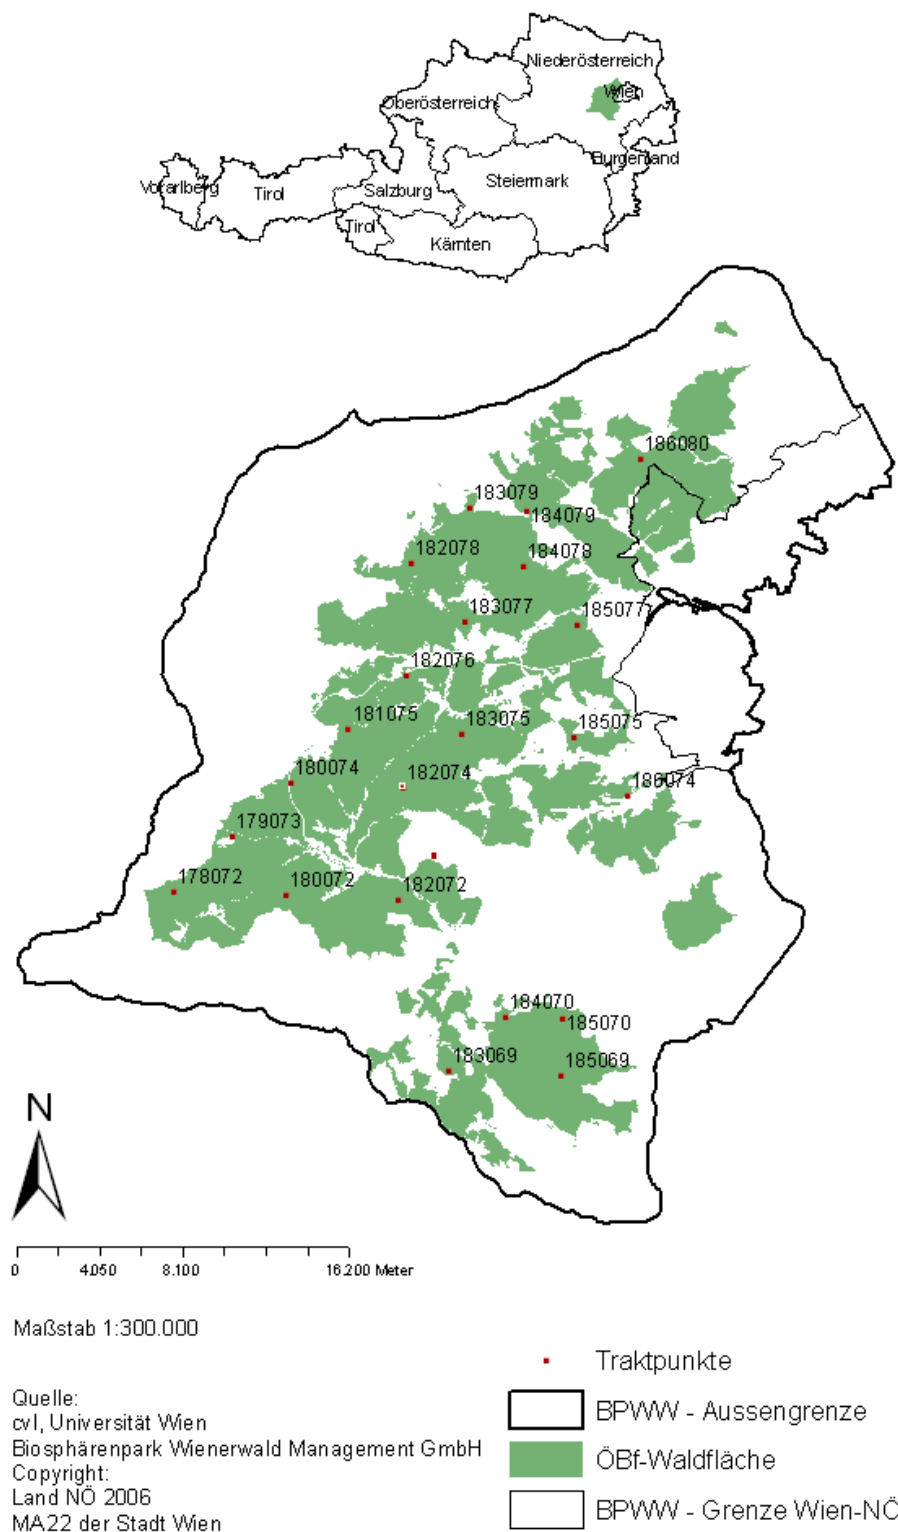 Niederösterreich
Wien
Oberösterreich
Burgenland
Vorarlberg
Tirol
Salzburg
Steiermark
Tirol
Kärnten
186080
183079
184079
182078
184078
183077
185077
182076
181075
183075
185075
180074
182074
186074
179073
178072
180072
182072
184070
185070
183069
185069
N
0 4.050 8.100 16.200 Meter
Maßstab 1:300.000
Traktpunkte
BPWW - Aussengrenze
ÖBf-Waldfläche
BPWW - Grenze Wien-NÖ
Quelle:
cvl, Universität Wien
Biosphärenpark Wienerwald Management GmbH
Copyright:
Land NÖ 2006
MA22 der Stadt Wien